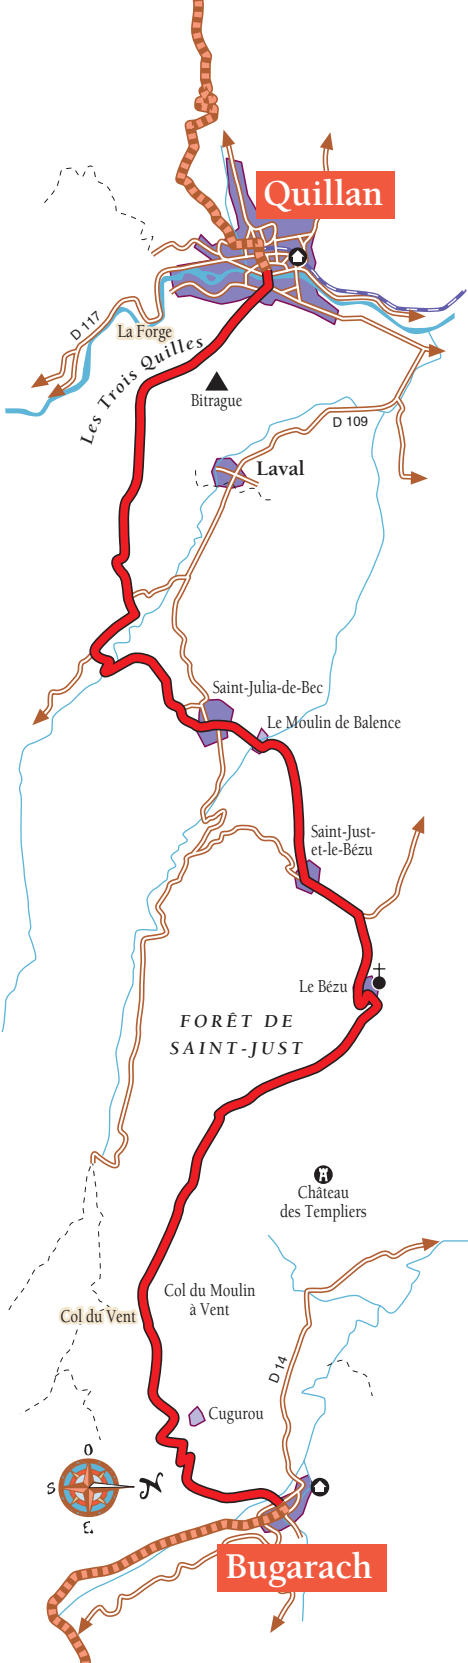 Quillan
D 117
La Forge
Les Trois Quilles
Bitrague
D 109
Laval
Saint-Julia-de-Bec
Le Moulin de Balence
Saint-Just-
et-le-Bézu
Le Bézu
FORÊT DE
SAINT-JUST
Château
des Templiers
Col du Moulin
à Vent
Col du Vent
D 14
Cugurou
O
S
N
E
Bugarach